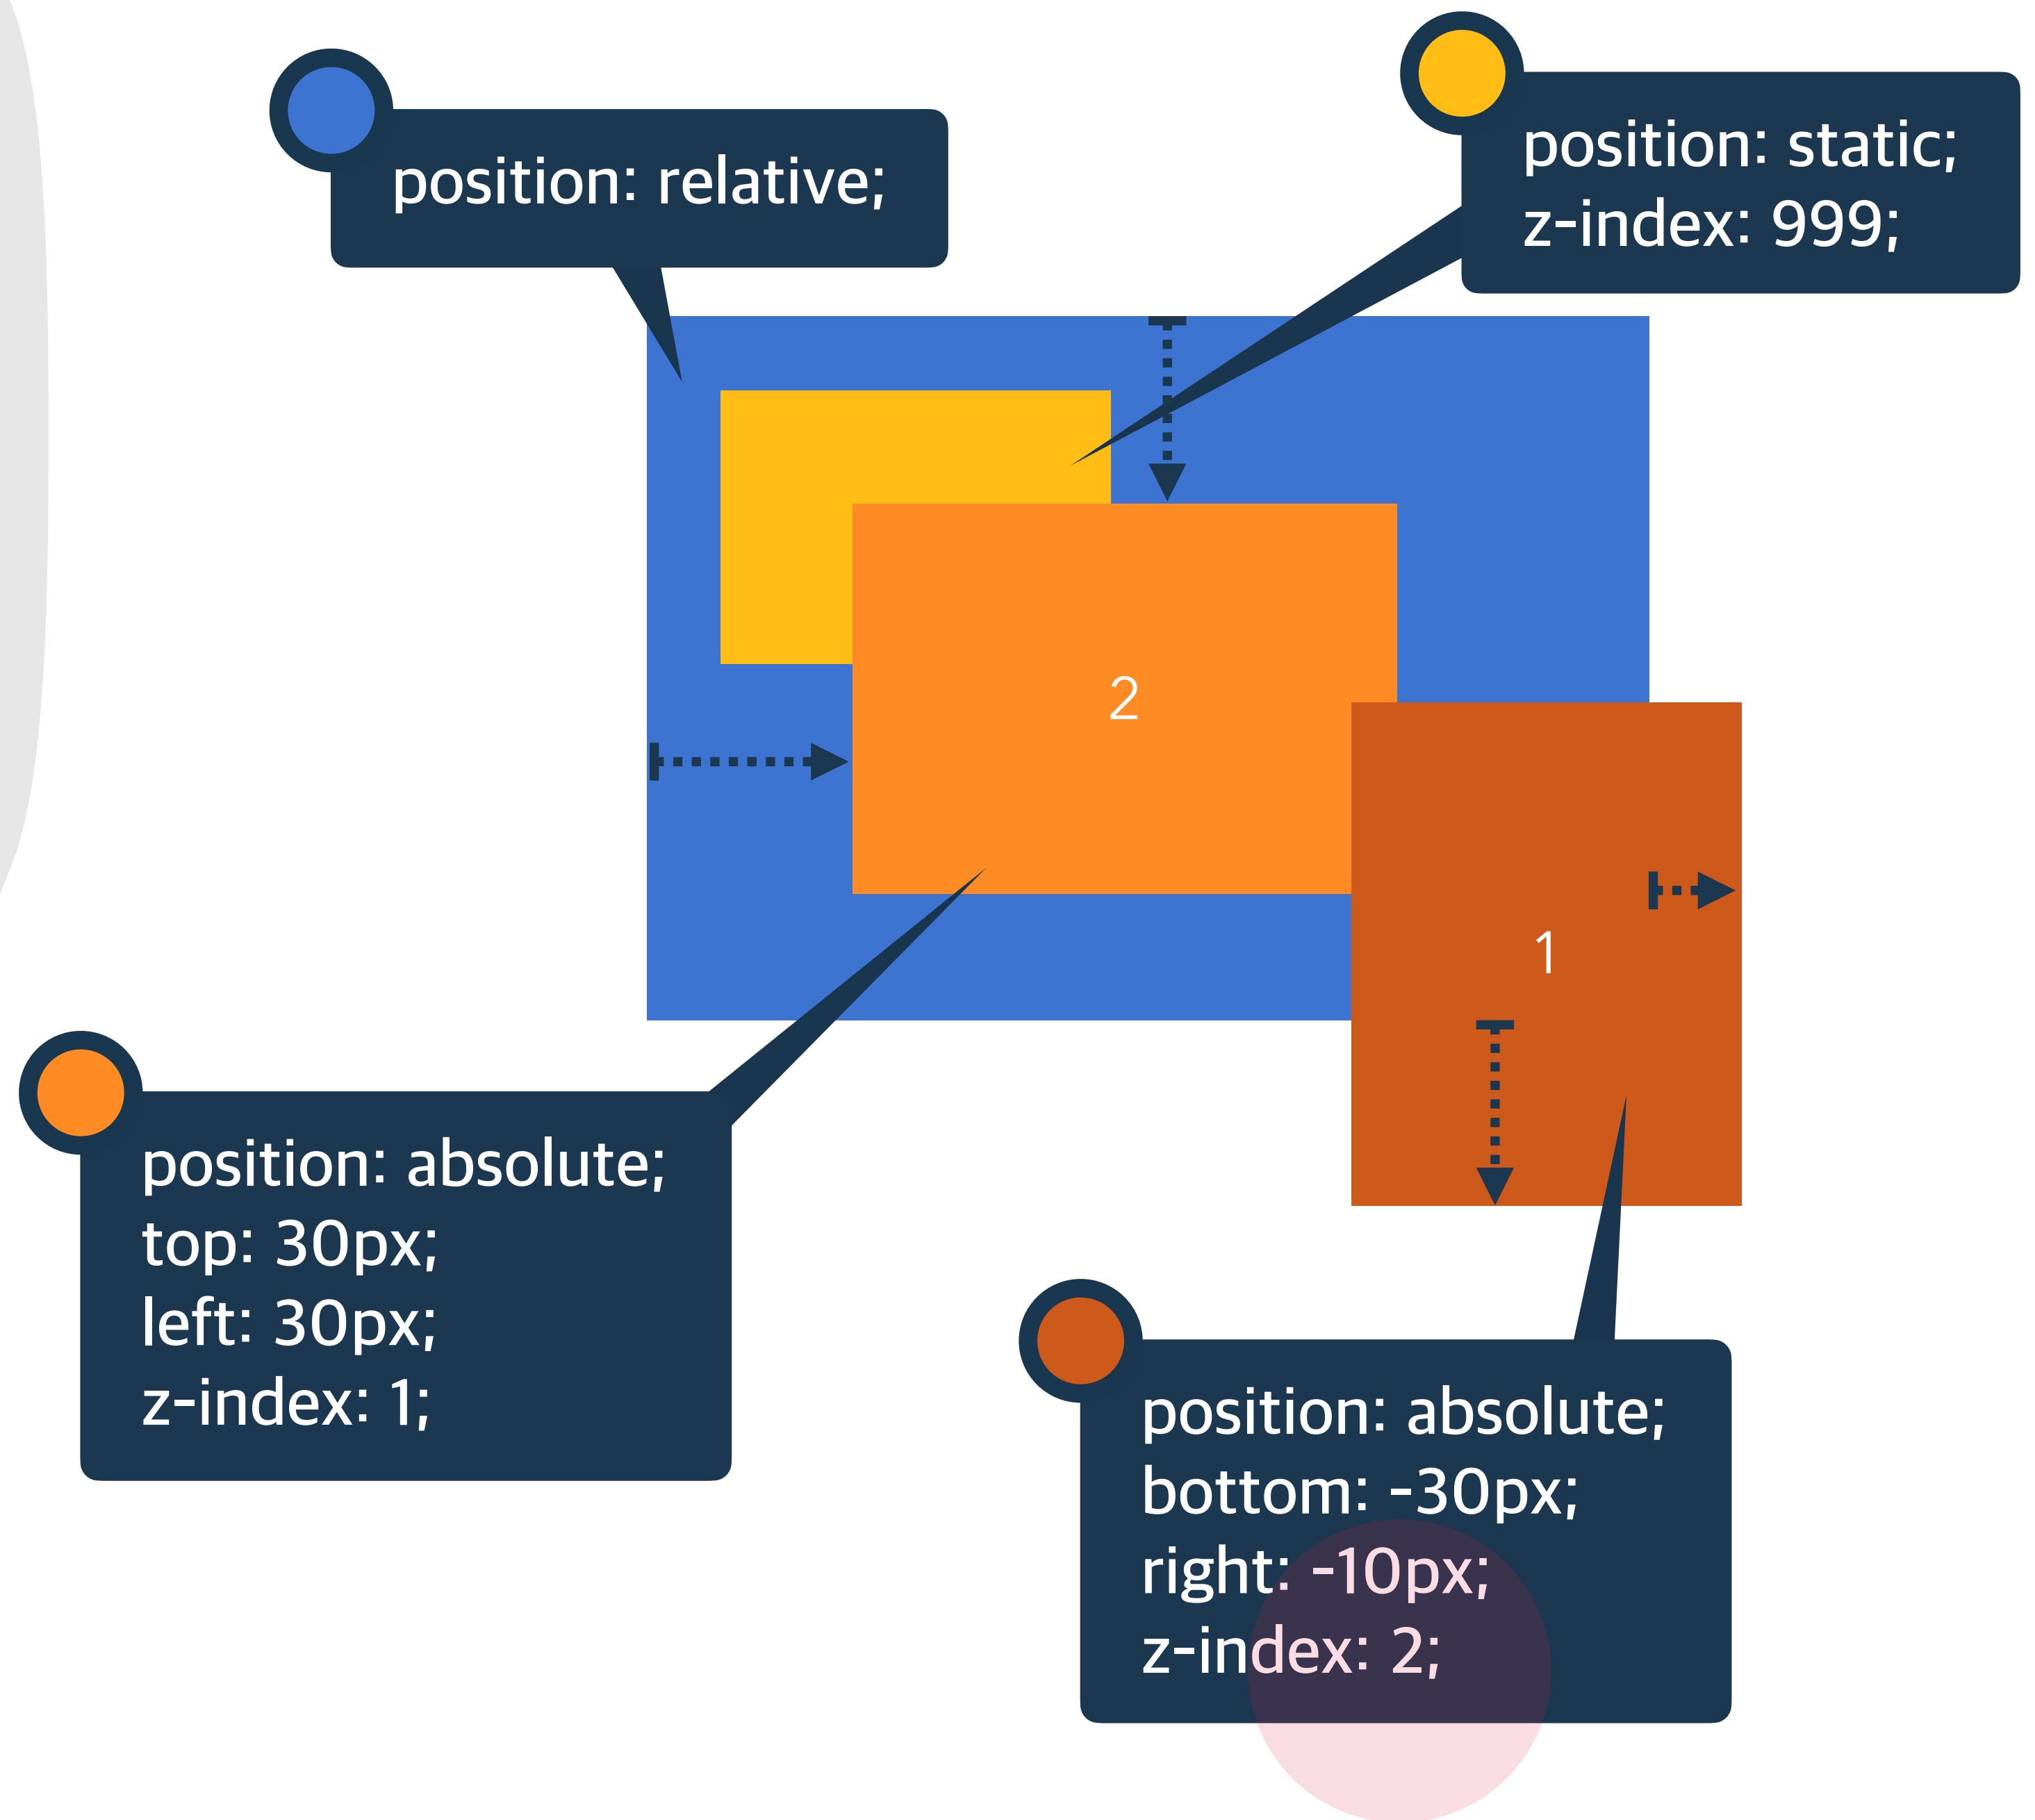 position: relative;
position: static;
z-index: 999;
2
1
position: absolute;
top: 30px;
left: 30px;
z-index: 1;
position: absolute;
bottom: -30px;
right: -10px;
z-index: 2;